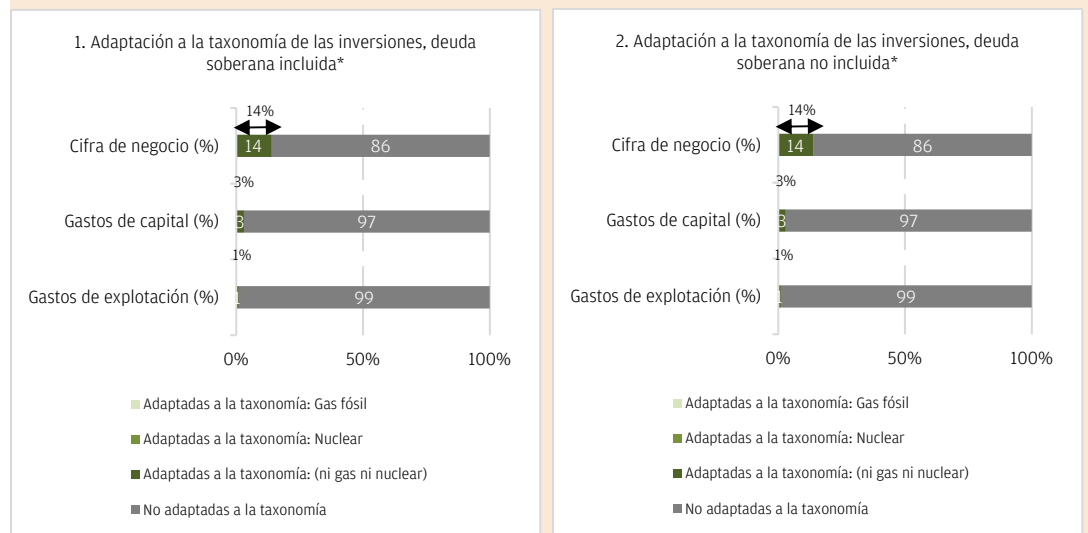 1. Adaptación a la taxonomía de las inversiones, deuda
soberana incluida*
14%
Cifra de negocio (%)
14
86
3%
Gastos de capital (%)
3
97
1%
Gastos de explotación (%)
1
99
0%
50%
100%
Adaptadas a la taxonomía: Gas fósil
Adaptadas a la taxonomía: Nuclear
Adaptadas a la taxonomía: (ni gas ni nuclear)
No adaptadas a la taxonomía
2. Adaptación a la taxonomía de las inversiones, deuda
soberana no incluida*
14%
Cifra de negocio (%)
14
86
3%
Gastos de capital (%)
3
97
1%
Gastos de explotación (%)
1
99
0%
50%
100%
Adaptadas a la taxonomía: Gas fósil
Adaptadas a la taxonomía: Nuclear
Adaptadas a la taxonomía: (ni gas ni nuclear)
No adaptadas a la taxonomía